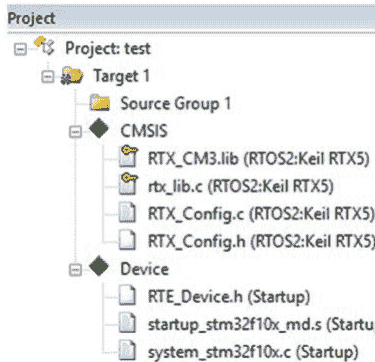 Project
Project: test
Target 1
Source Group 1
CMSIS
RTX_CM3.lib (RTOS2:Keil RTX5)
rtx_lib.c (RTOS2:Keil RTX5)
RTX_Config.c (RTOS2:Keil RTX5)
RTX_Config.h (RTOS2:Keil RTX5)
Device
RTE_Device.h (Startup)
startup_stm32f10x_md.s (Startu
system_stm32f10x.c (Startup)